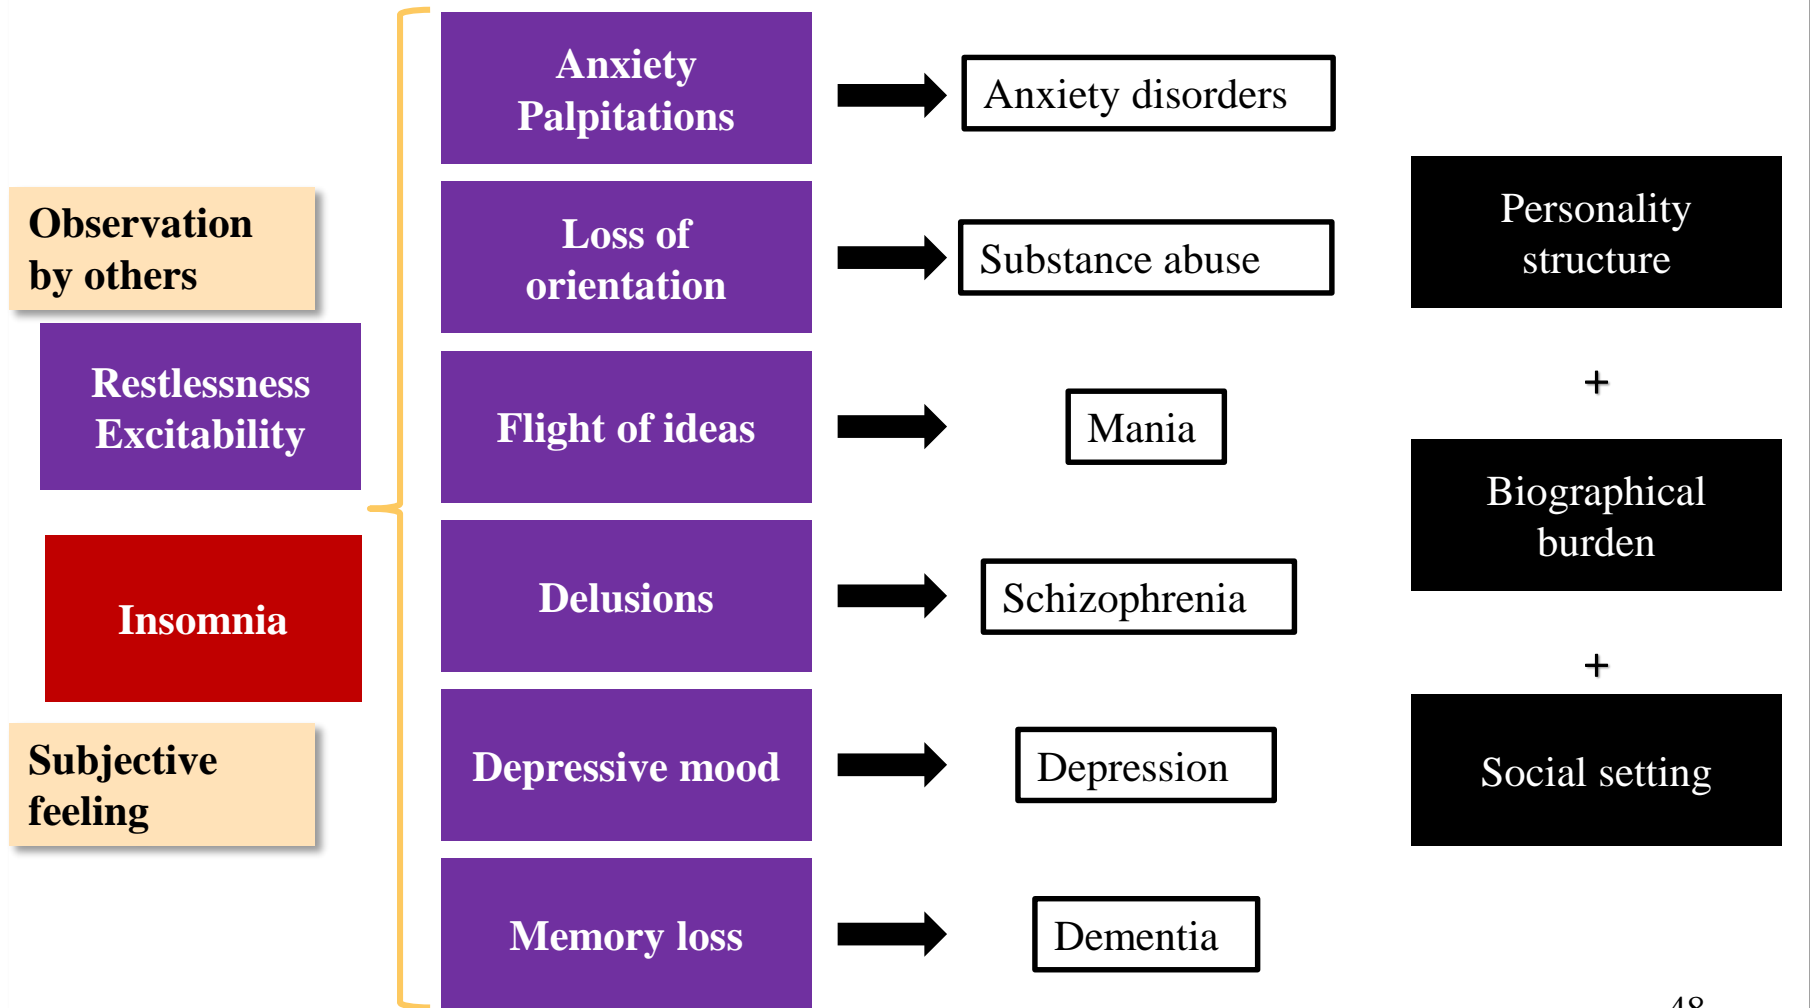 Observation
by others
Restlessness
Excitability
Insomnia
Subjective
feeling
Anxiety
Palpitations
Anxiety disorders
Loss of
orientation
Substance abuse
Flight of ideas
Mania
Delusions
Schizophrenia
Depressive mood
Depression
Memory loss
Dementia
Personality
structure
+
Biographical
burden
+
Social setting
48